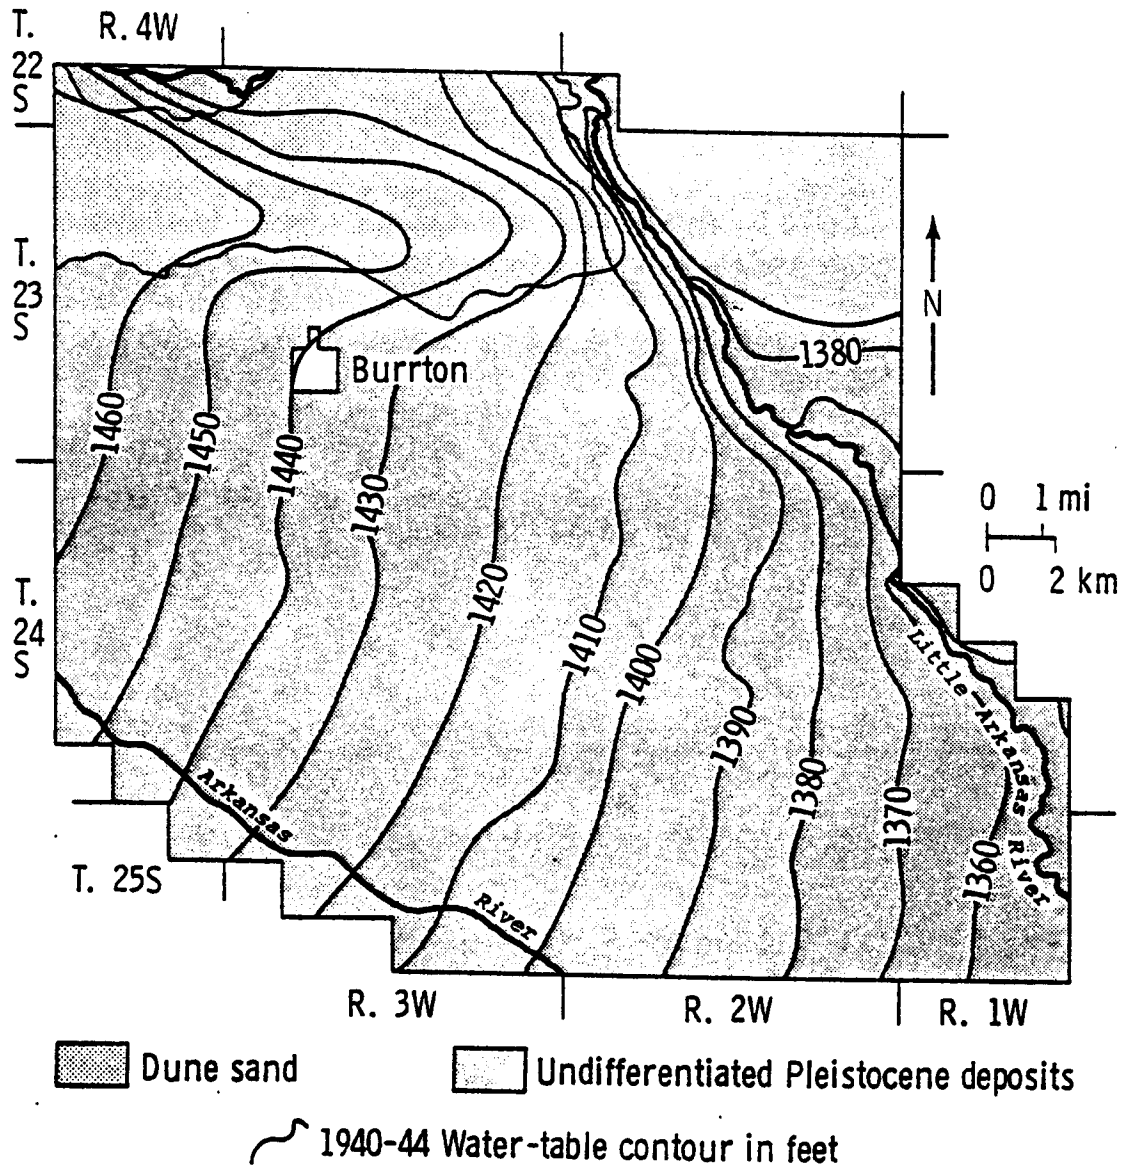 T.
22
S
R. 4W
T.
23
S
N
1380
Burrton
1460
1450
1440
1430
0 1 mi
0 2 km
T.
24
S
1420
1410
1400
Little Arkansas River
1390
1380
1370
1360
Arkansas
River
T. 25S
R. 3W
R. 2W
R. 1W
Dune sand
Undifferentiated Pleistocene deposits
1940-44 Water-table contour in feet